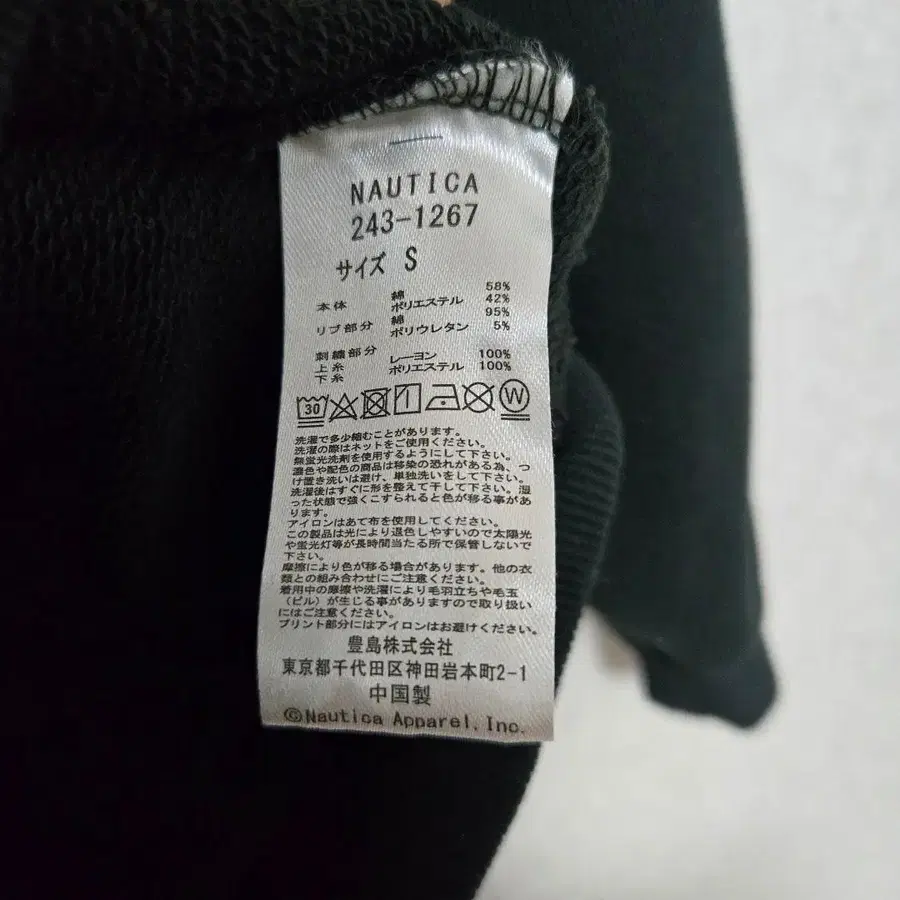 NAUTICA
243-1267
サイズ S
本体 綿 58%
ポリエステル 42%
リブ部分 綿 95%
ポリウレタン 5%
刺繍部分
上糸 レーヨン 100%
下糸 ポリエステル 100%
30 W
洗濯で多少縮むことがあります。
洗濯の際はネットをご使用ください。
無蛍光洗剤を使用するようにして下さい。
濃色や配色の商品は移染の恐れがある為、つ
け置き洗いは避け、単独洗いをして下さい。
洗濯後はすぐに形を整えて干して下さい。湿
った状態で強くこすられると色が移る事があ
ります。
アイロンはあて布を使用してください。
この製品は光により退色しやすいので太陽光
や蛍光灯等が長時間当たる所で保管しないで
下さい。
摩擦により色が移る場合があります。他の衣
類との組み合わせにご注意ください。
着用中の摩擦や洗濯により毛羽立ちや毛玉
(ピル)が生じる事がありますので取り扱い
にはご注意ください。
プリント部分にはアイロンはお避けください。
豊島株式会社
東京都千代田区神田岩本町2-1
中国製
©Nautica Apparel, Inc.